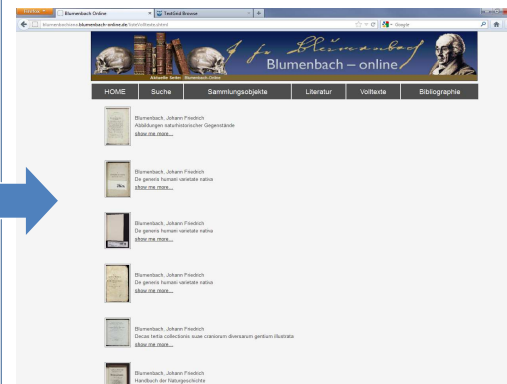 Blumenbach-Online
TextGrid Browse
blumenbach-online.de
Google
Blumenbach – online
Aktuelle Seite: Blumenbach-Online
HOME Suche Sammlungsobjekte Literatur Volltexte Bibliographie
Blumenbach, Johann Friedrich
Abbildungen naturhistorischer Gegenstände
show me more...
Blumenbach, Johann Friedrich
De generis humani varietate nativa
show me more...
Blumenbach, Johann Friedrich
De generis humani varietate nativa
show me more...
Blumenbach, Johann Friedrich
De generis humani varietate nativa
show me more...
Blumenbach, Johann Friedrich
Decas tertia collectionis suae craniorum diversarum gentium illustrata
show me more...
Blumenbach, Johann Friedrich
Handbuch der Naturgeschichte